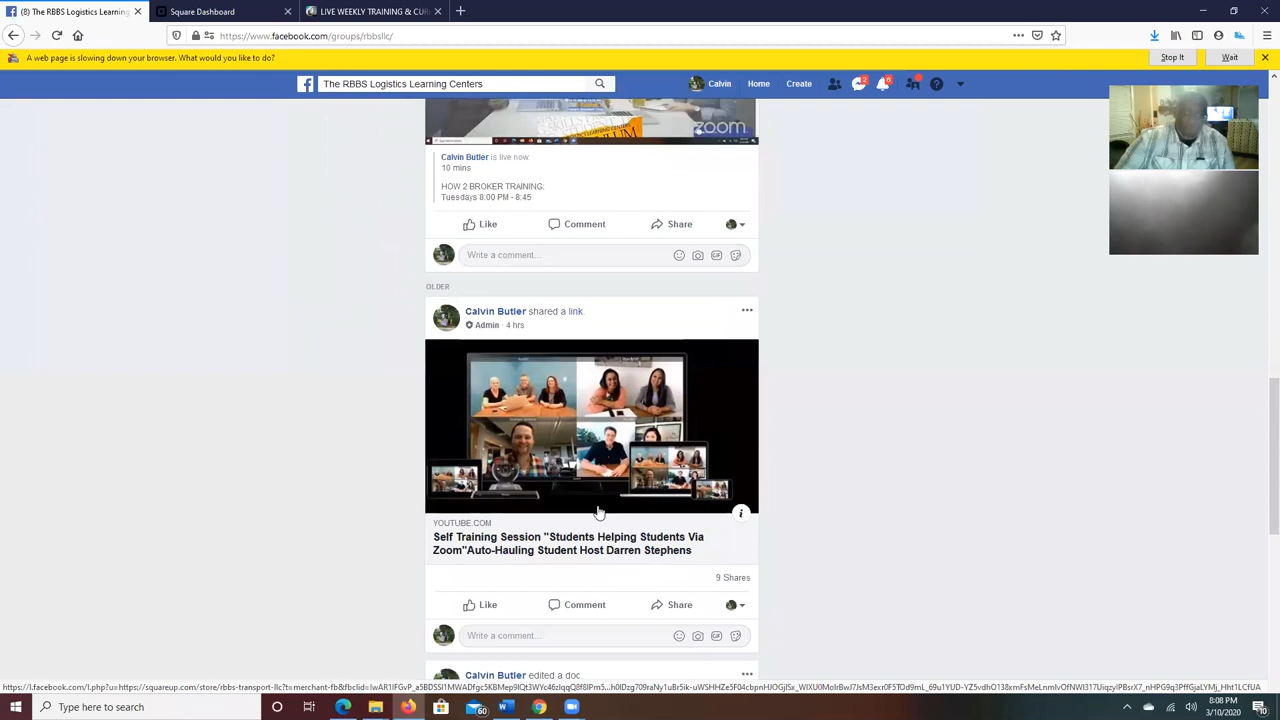 (8) The RBBS Logistics Learning
Square Dashboard
LIVE WEEKLY TRAINING & CUR
https://www.facebook.com/groups/rbbsllc/
A web page is slowing down your browser. What would you like to do?
Stop It
Wait
The RBBS Logistics Learning Centers
Calvin
Home
Create
2
6
zoom
Calvin Butler is live now.
10 mins
HOW 2 BROKER TRAINING:
Tuesdays 8:00 PM - 8:45
Like
Comment
Share
Write a comment...
OLDER
Calvin Butler shared a link.
Admin · 4 hrs
YOUTUBE.COM
Self Training Session "Students Helping Students Via
Zoom"Auto-Hauling Student Host Darren Stephens
9 Shares
Like
Comment
Share
Write a comment...
Calvin Butler edited a doc.
Type here to search
60
8:08 PM
3/10/2020